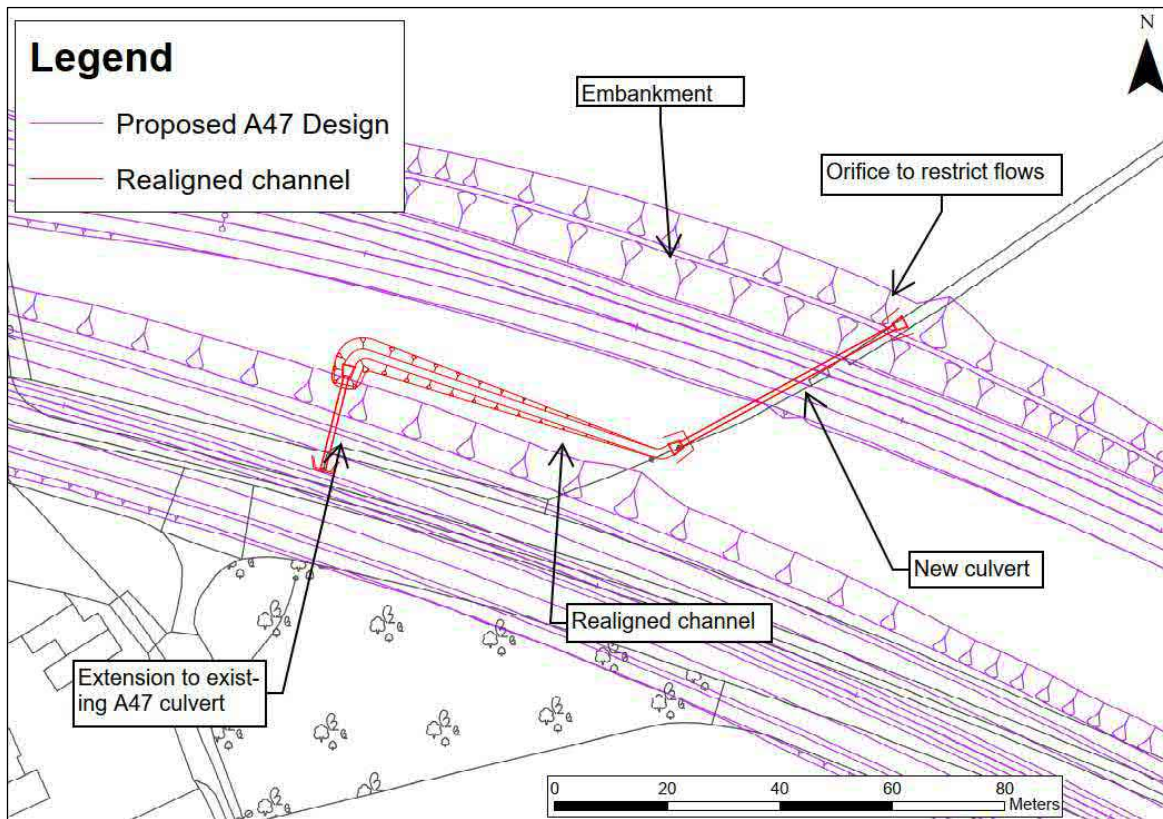 Legend
Proposed A47 Design
Realigned channel
N
Embankment
Orifice to restrict flows
New culvert
Realigned channel
Extension to exist-
ing A47 culvert
0 20 40 60 80
Meters